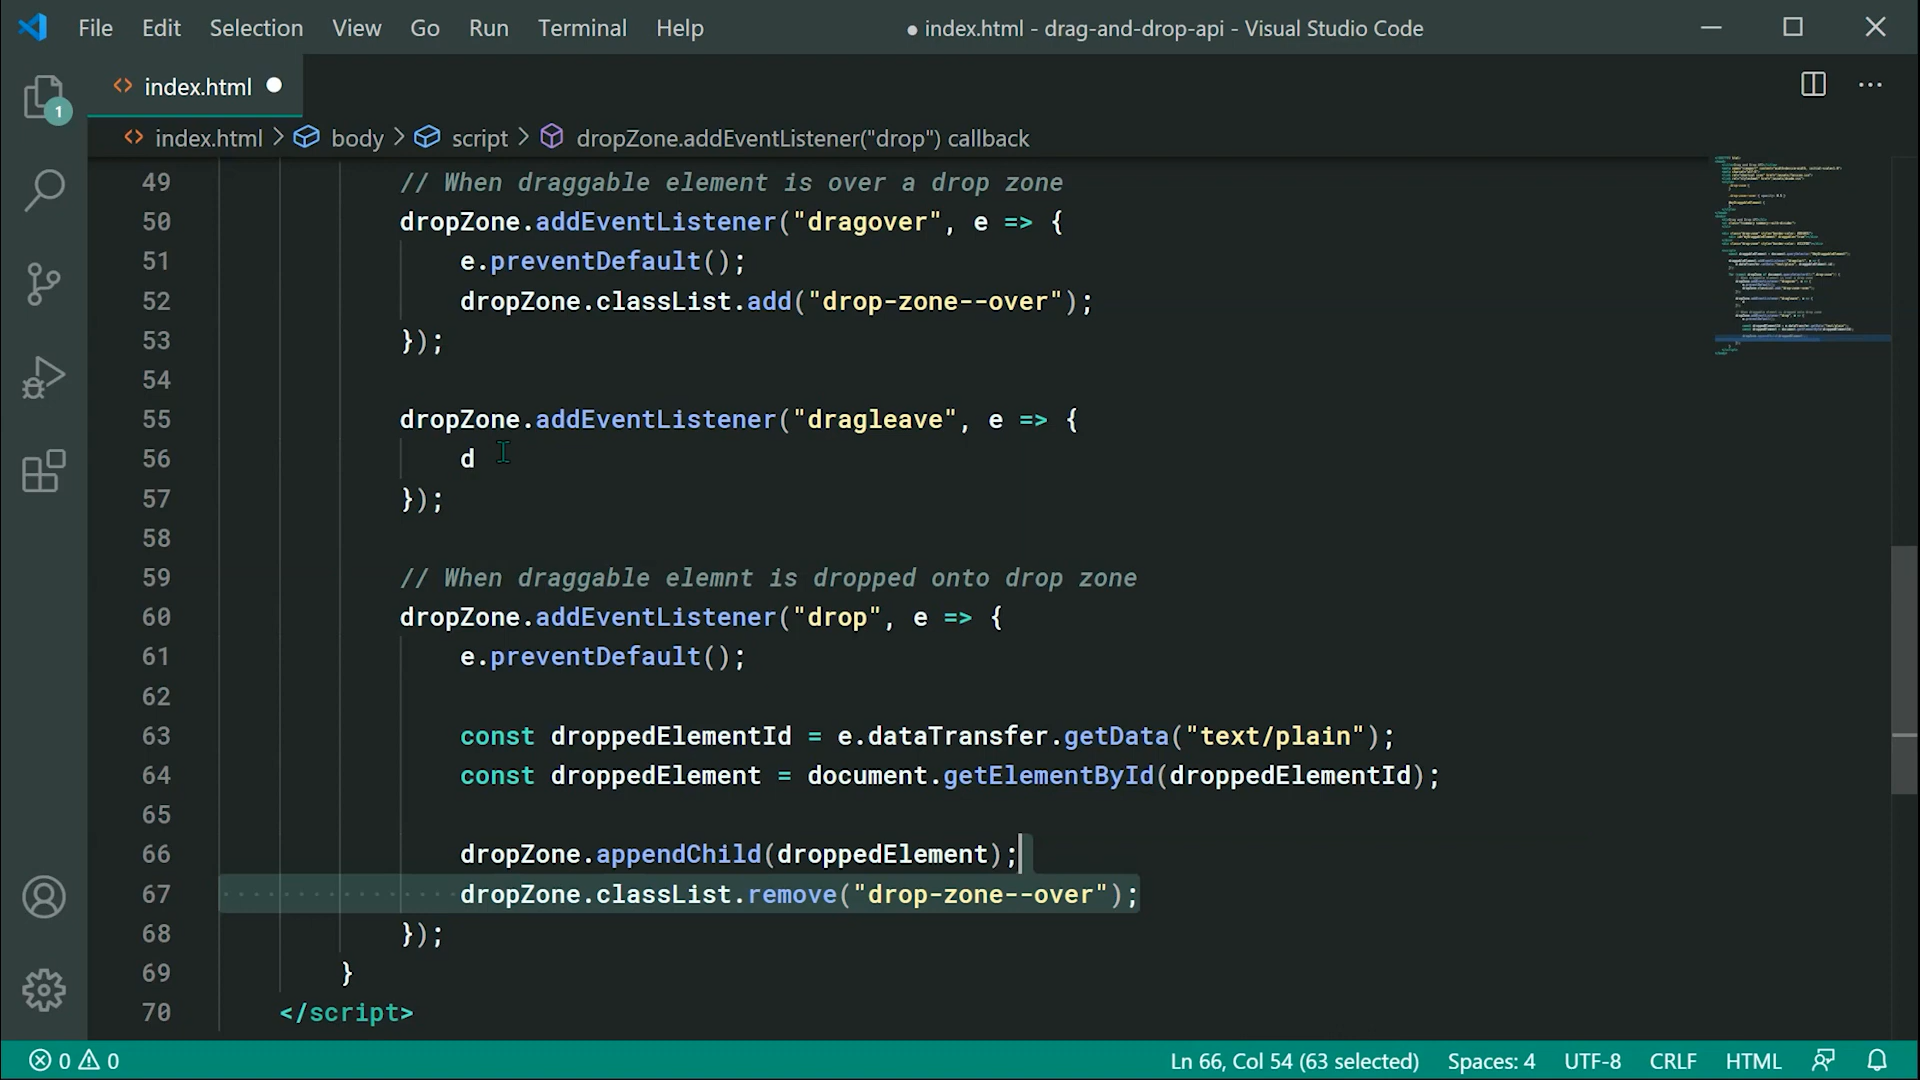 File Edit Selection View Go Run Terminal Help ● index.html - drag-and-drop-api - Visual Studio Code
index.html
1
index.html > body > script > dropZone.addEventListener("drop") callback
49 // When draggable element is over a drop zone
50 dropZone.addEventListener("dragover", e => {
51 e.preventDefault();
52 dropZone.classList.add("drop-zone--over");
53 });
54
55 dropZone.addEventListener("dragleave", e => {
56 d
57 });
58
59 // When draggable elemnt is dropped onto drop zone
60 dropZone.addEventListener("drop", e => {
61 e.preventDefault();
62
63 const droppedElementId = e.dataTransfer.getData("text/plain");
64 const droppedElement = document.getElementById(droppedElementId);
65
66 dropZone.appendChild(droppedElement);
67 dropZone.classList.remove("drop-zone--over");
68 });
69 }
70 </script>
0 0 Ln 66, Col 54 (63 selected) Spaces: 4 UTF-8 CRLF HTML